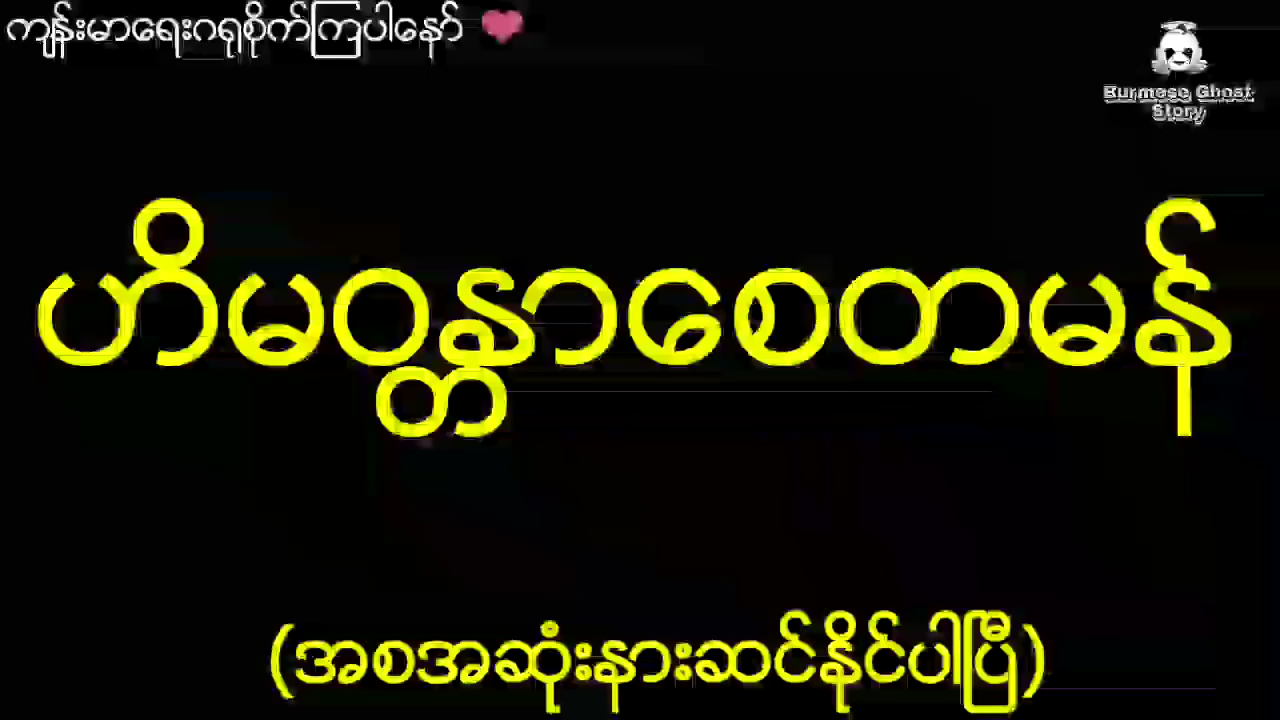 ကျန်းမာရေးဂရုစိုက်ကြပါနော် ❤
Burmese Ghost
Story
ဟိမဝန္တာစေတမန်
(အစအဆုံးနားဆင်နိုင်ပါပြီ)